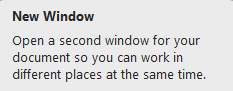 New Window
Open a second window for your
document so you can work in
different places at the same time.